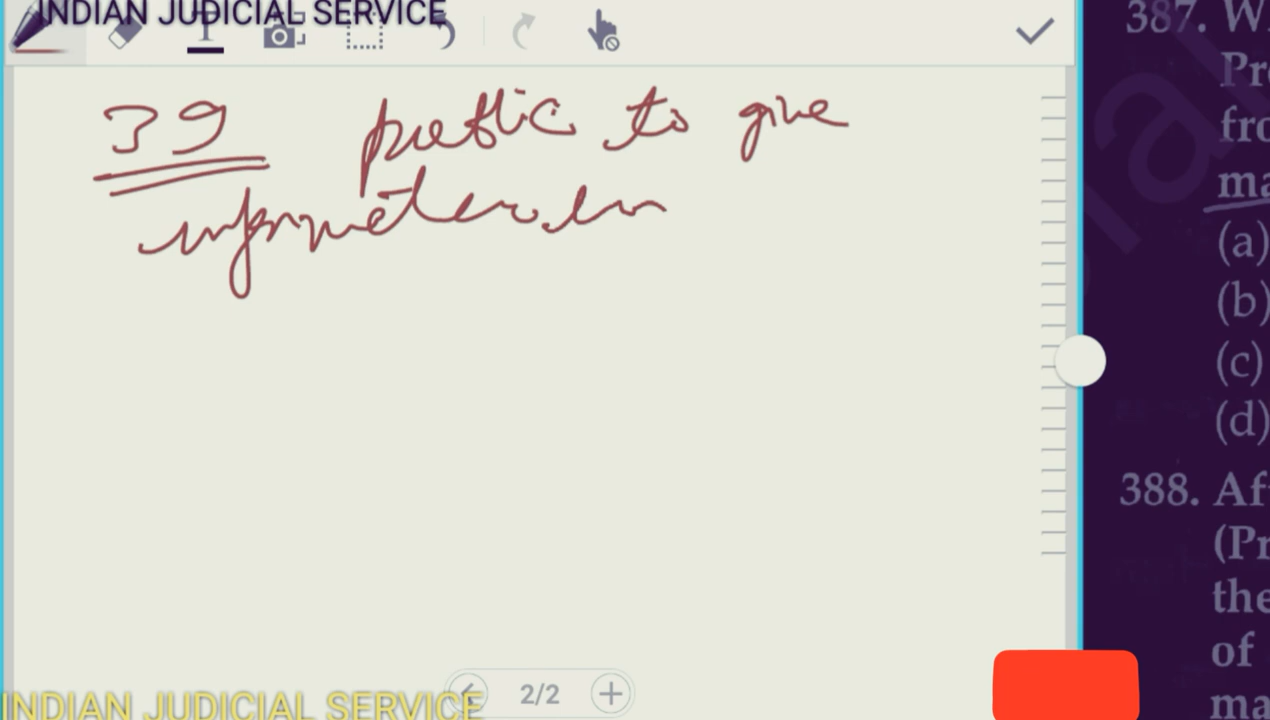 INDIAN JUDICIAL SERVICE
T
39 public to give
information
2/2
INDIAN JUDICIAL SERVICE
387. W
Pr
fro
ma
(a)
(b)
(c)
(d)
388. Af
(Pr
the
of
ma